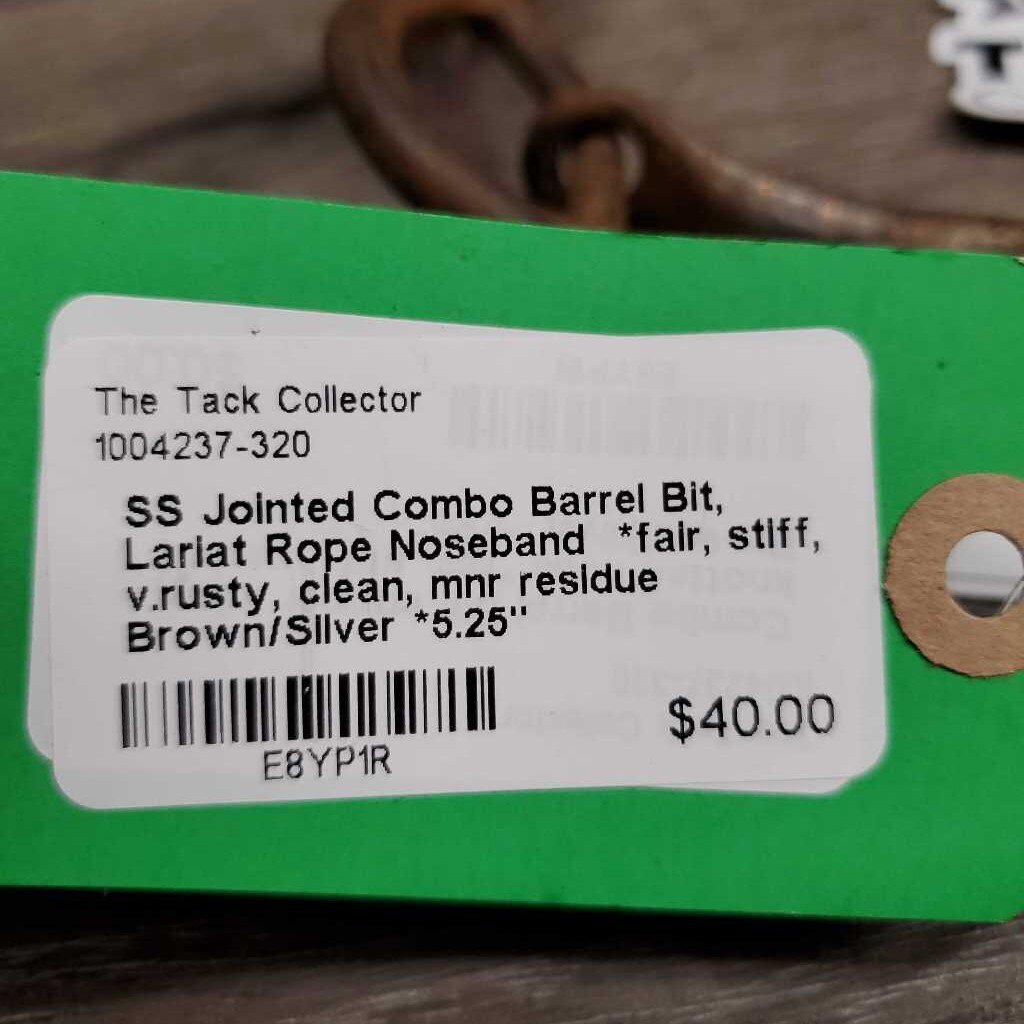 The Tack Collector
1004237-320
SS Jointed Combo Barrel Bit,
Lariat Rope Noseband *fair, stiff,
v.rusty, clean, mnr residue
Brown/Silver *5.25"
E8YP1R
$40.00